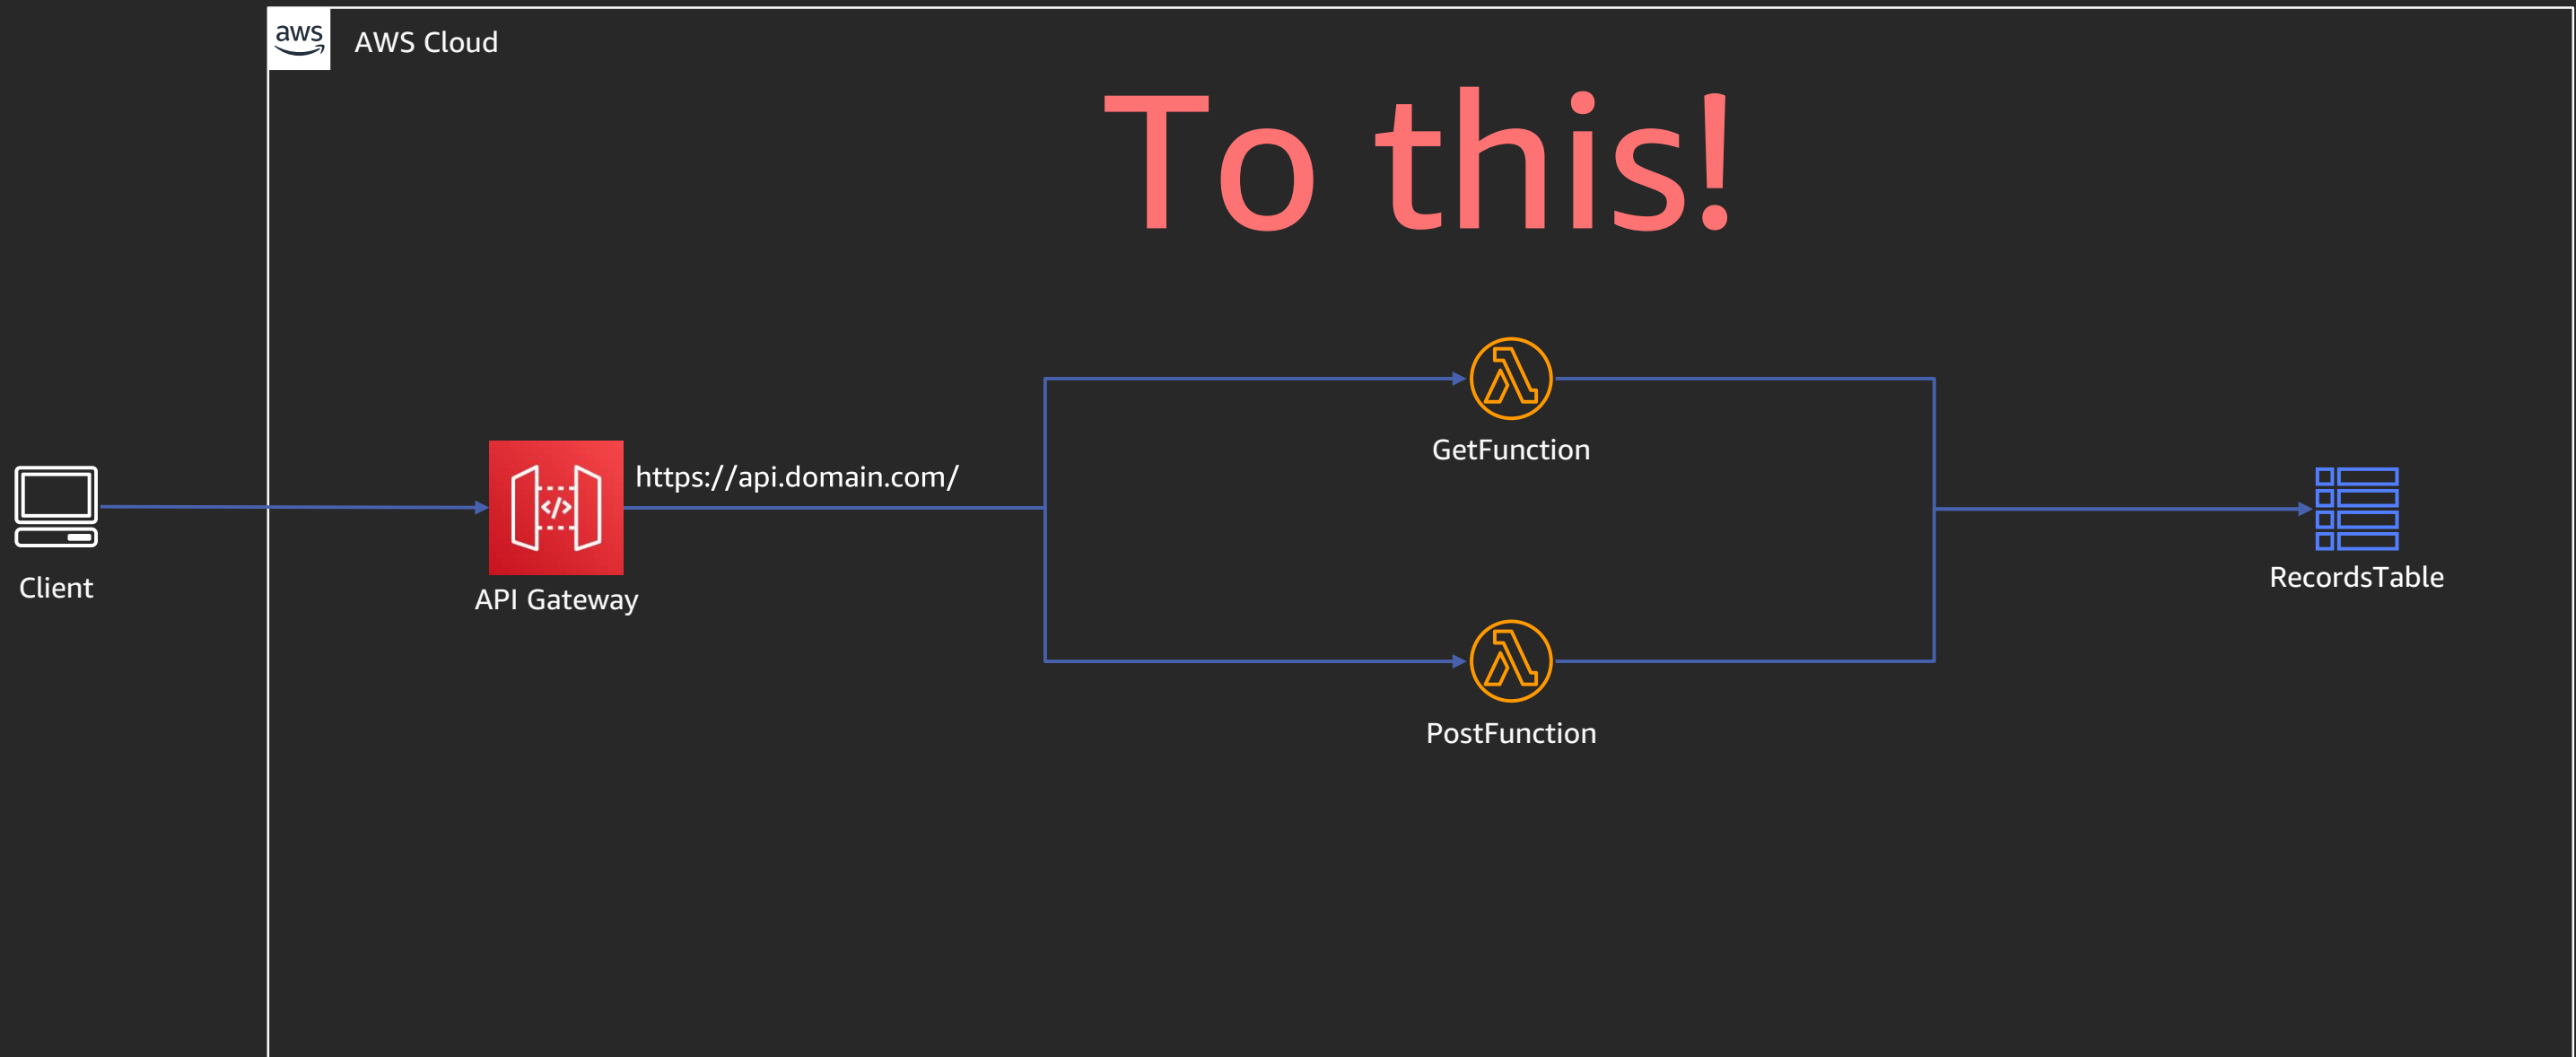 aws
AWS Cloud
To this!
Client
</>
API Gateway
https://api.domain.com/
GetFunction
PostFunction
RecordsTable